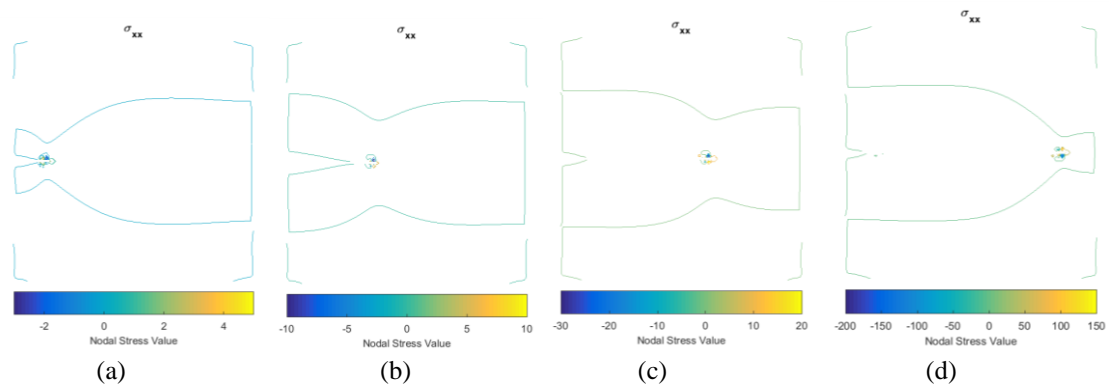 σxx
σxx
σxx
σxx
-2 0 2 4
-10 -5 0 5 10
-30 -20 -10 0 10 20
-200 -150 -100 -50 0 50 100 150
Nodal Stress Value
Nodal Stress Value
Nodal Stress Value
Nodal Stress Value
(a)
(b)
(c)
(d)